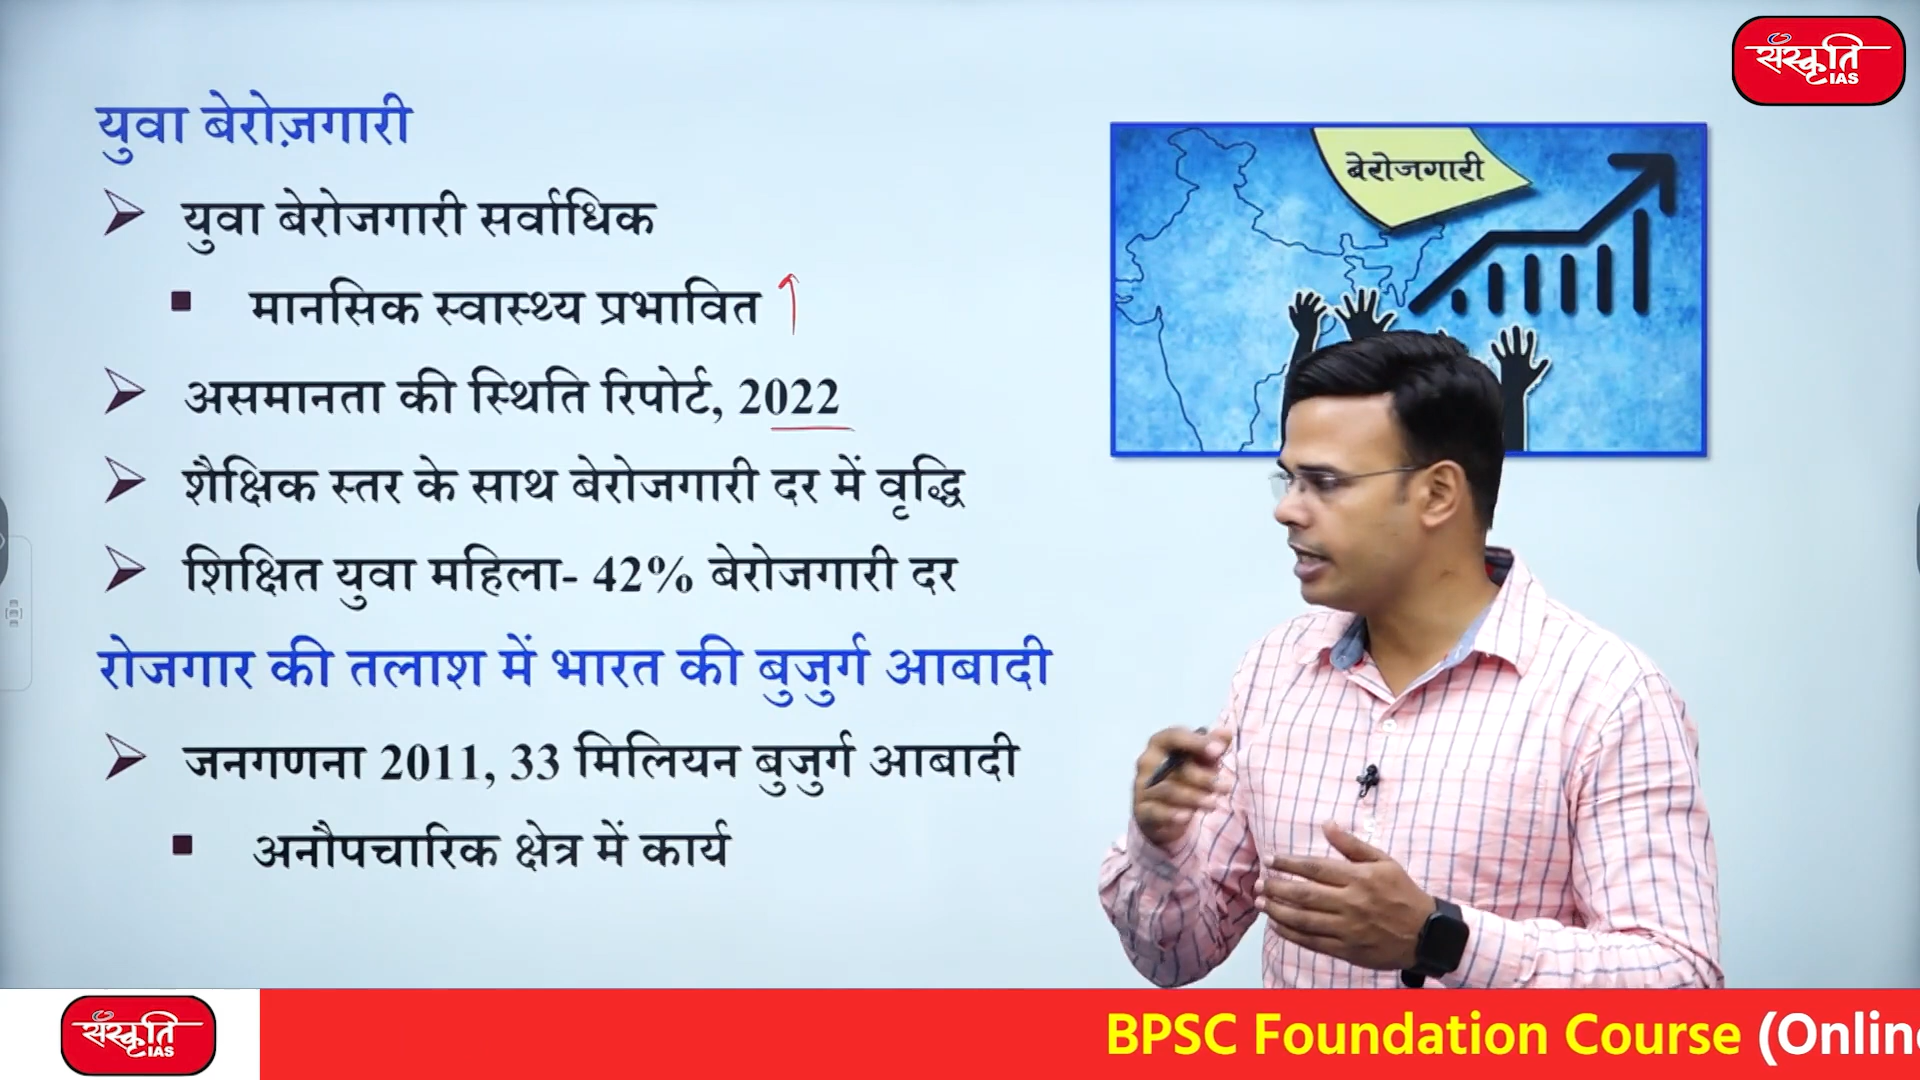 संस्कृति
IAS
युवा बेरोज़गारी
युवा बेरोजगारी सर्वाधिक
मानसिक स्वास्थ्य प्रभावित
असमानता की स्थिति रिपोर्ट, 2022
शैक्षिक स्तर के साथ बेरोजगारी दर में वृद्धि
शिक्षित युवा महिला- 42% बेरोजगारी दर
रोजगार की तलाश में भारत की बुजुर्ग आबादी
जनगणना 2011, 33 मिलियन बुजुर्ग आबादी
अनौपचारिक क्षेत्र में कार्य
बेरोजगारी
संस्कृति
IAS
BPSC Foundation Course (Onlin